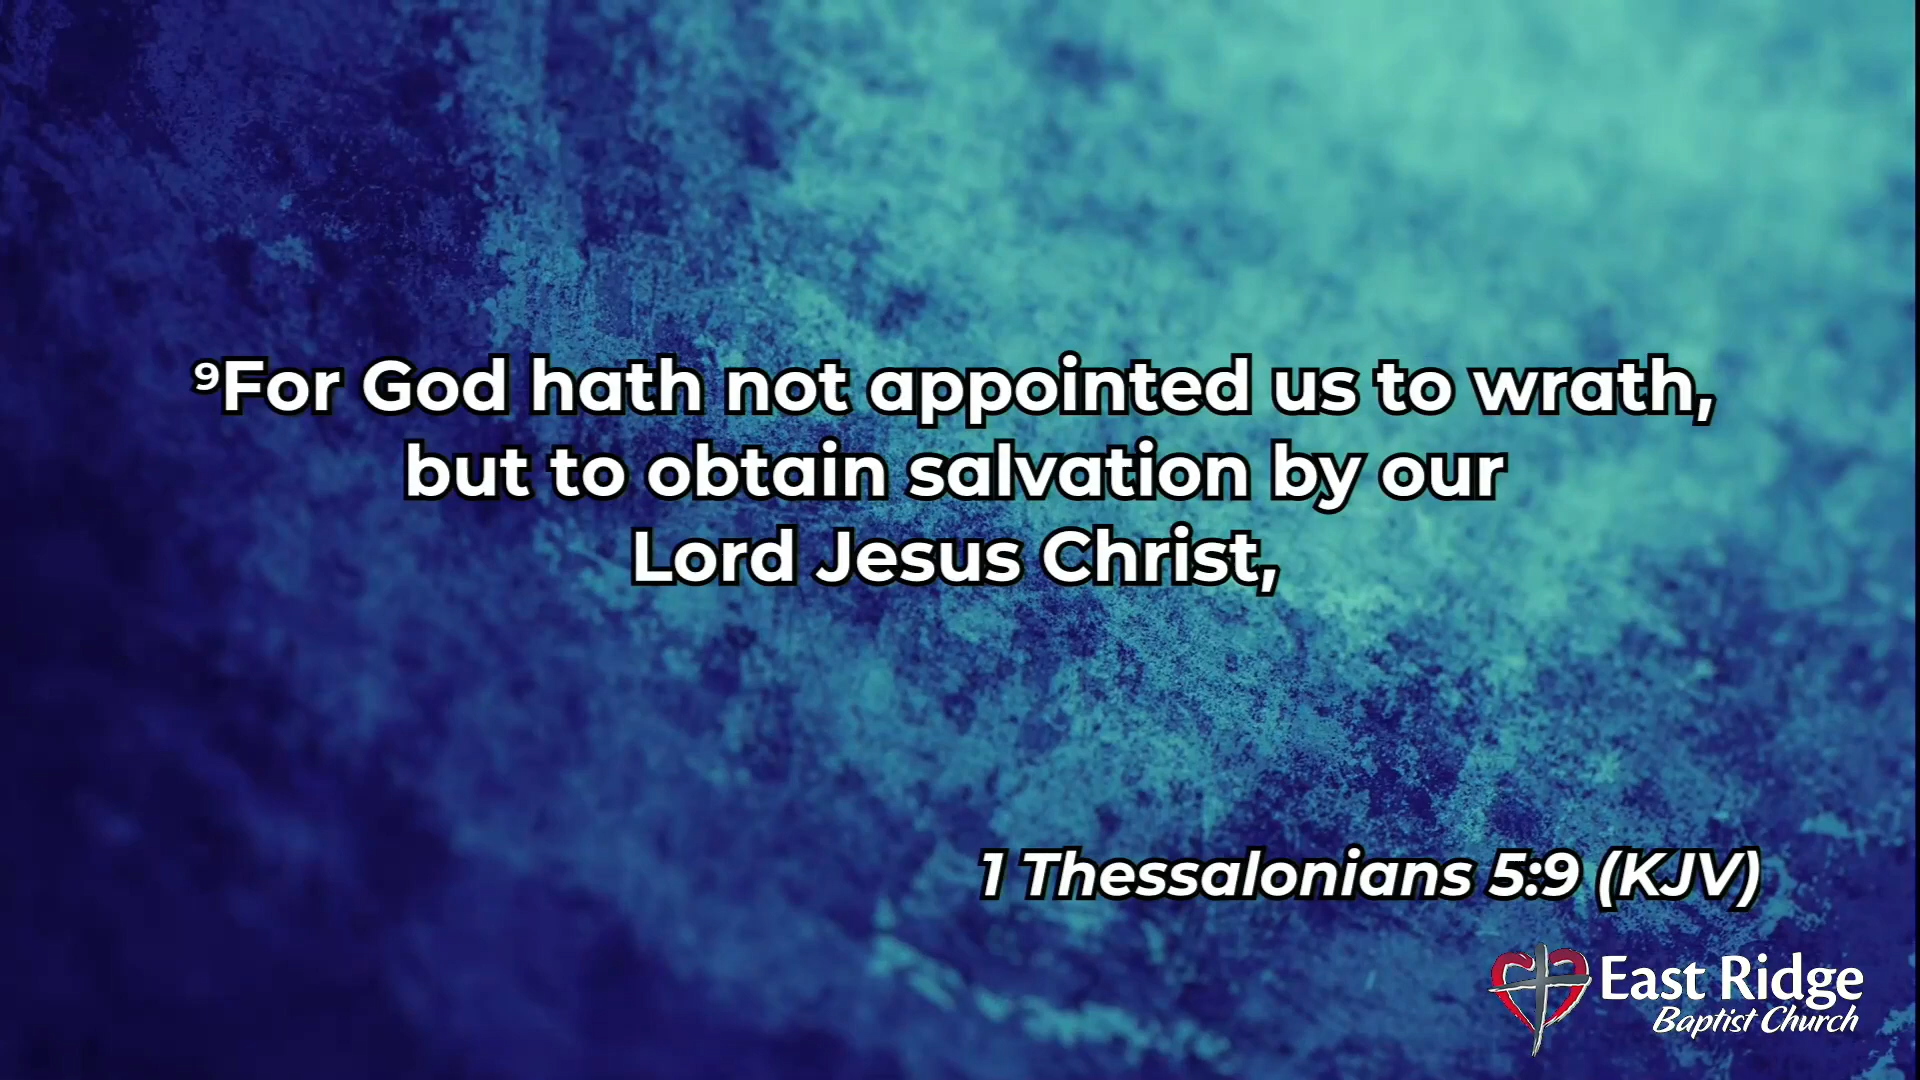 ⁹For God hath not appointed us to wrath,
but to obtain salvation by our
Lord Jesus Christ,
1 Thessalonians 5:9 (KJV)
East Ridge
Baptist Church